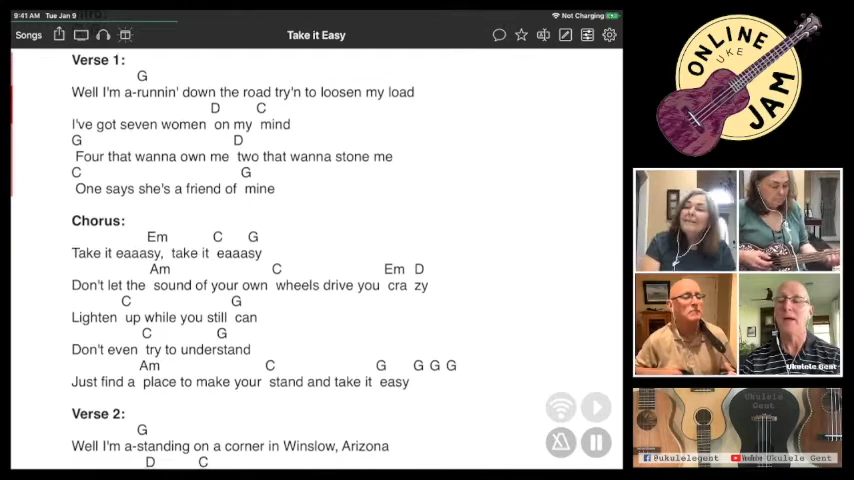 9:41 AM Tue Jan 9
Not Charging
Songs
Take it Easy
Verse 1:
G
Well I'm a-runnin' down the road try'n to loosen my load
D C
I've got seven women on my mind
G D
Four that wanna own me two that wanna stone me
C G
One says she's a friend of mine
Chorus:
Em C G
Take it eaaasy, take it eaaasy
Am C Em D
Don't let the sound of your own wheels drive you cra zy
C G
Lighten up while you still can
C G
Don't even try to understand
Am C G G G G
Just find a place to make your stand and take it easy
Verse 2:
G
Well I'm a-standing on a corner in Winslow, Arizona
D C
ONLINE
UKE
JAM
Ukulele Gent
Ukulele Gent
@ukulelegent
Ukulele Gent